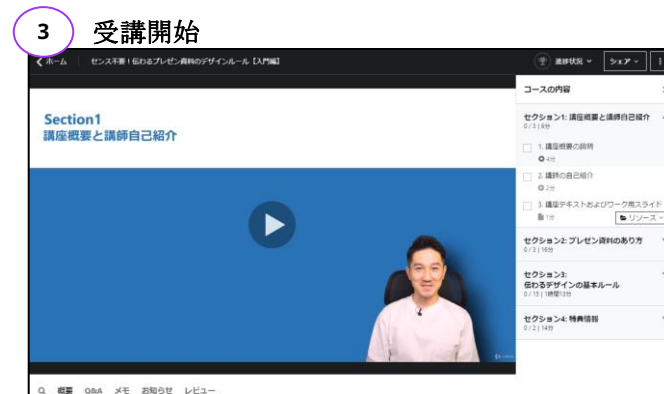 3 受講開始
ホーム センス不要！伝わるプレゼン資料のデザインルール【入門編】 進捗状況 シェア
Section1
講座概要と講師自己紹介
コースの内容
セクション1: 講座概要と講師自己紹介
0 / 3 | 6分
1. 講座概要の説明
4分
2. 講師の自己紹介
2分
3. 講座テキストおよびワーク用スライド
1分 リソース
セクション2: プレゼン資料のあり方
0 / 3 | 16分
セクション3:
伝わるデザインの基本ルール
0 / 15 | 1時間13分
セクション4: 特典情報
0 / 2 | 14分
概要 Q&A メモ お知らせ レビュー